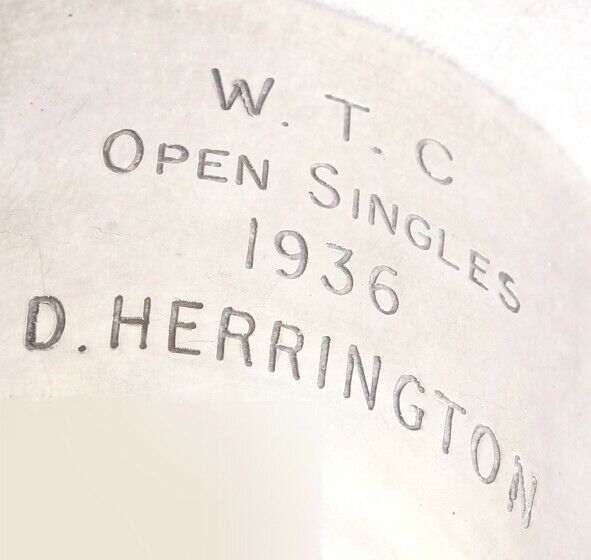 W. T. C
OPEN SINGLES
1936
D. HERRINGTON